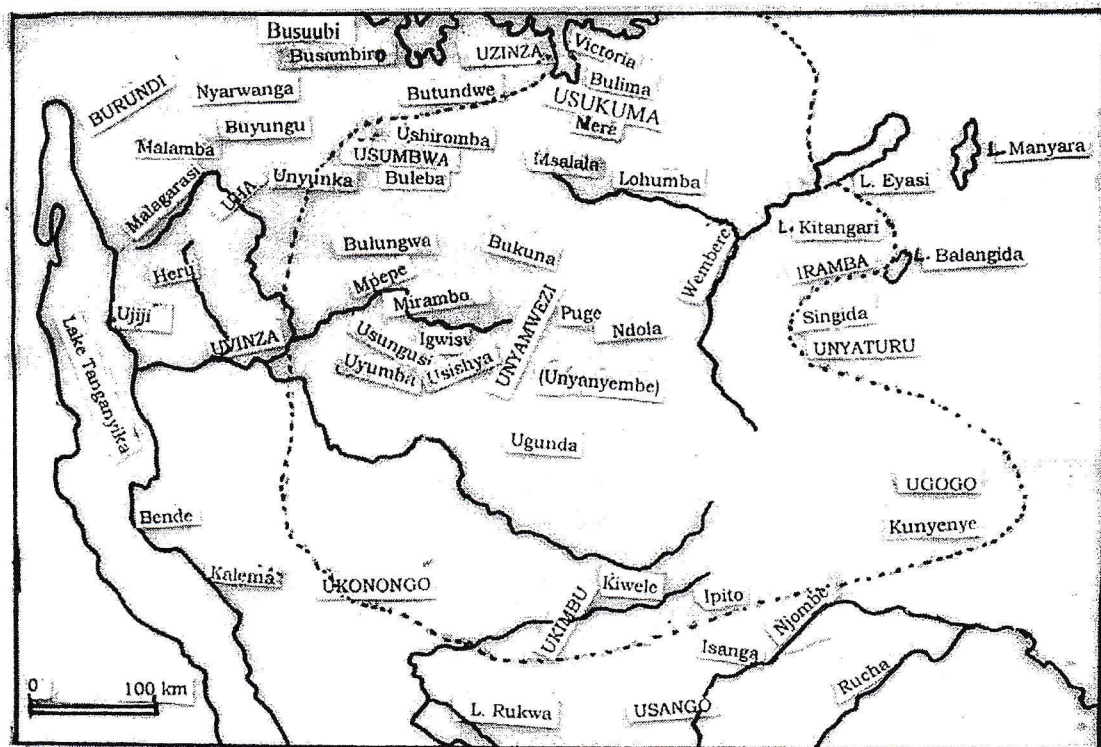 Busuubi
Busambiro
UZINZA
Victoria
BURUNDI
Nyarwanga
Butundwe
Bulima
USUKUMA
Buyungu
Ushiromba
Nera
Malamba
USUMBWA
Msalala
L. Manyara
Malagarasi
UHA
Unyunka
Buleba
Lohumba
L. Eyasi
Bulungwa
Bukuna
Wembere
L. Kitangari
Heru
Mpepe
IRAMBA
L. Balangida
Mirambo
Ujiji
Puge
Ndola
Singida
Lake Tanganyika
UVINZA
Usungusi
Igwisu
UNYAMWEZI
UNYATURU
Uyumba
Usishya
(Unyanyembe)
Ugunda
UGOGO
Bende
Kunyenye
Kalema
UKONONGO
Kiwele
Ipito
UKIMBU
Njombe
Isanga
Rucha
0 100 km
L. Rukwa
USANGO